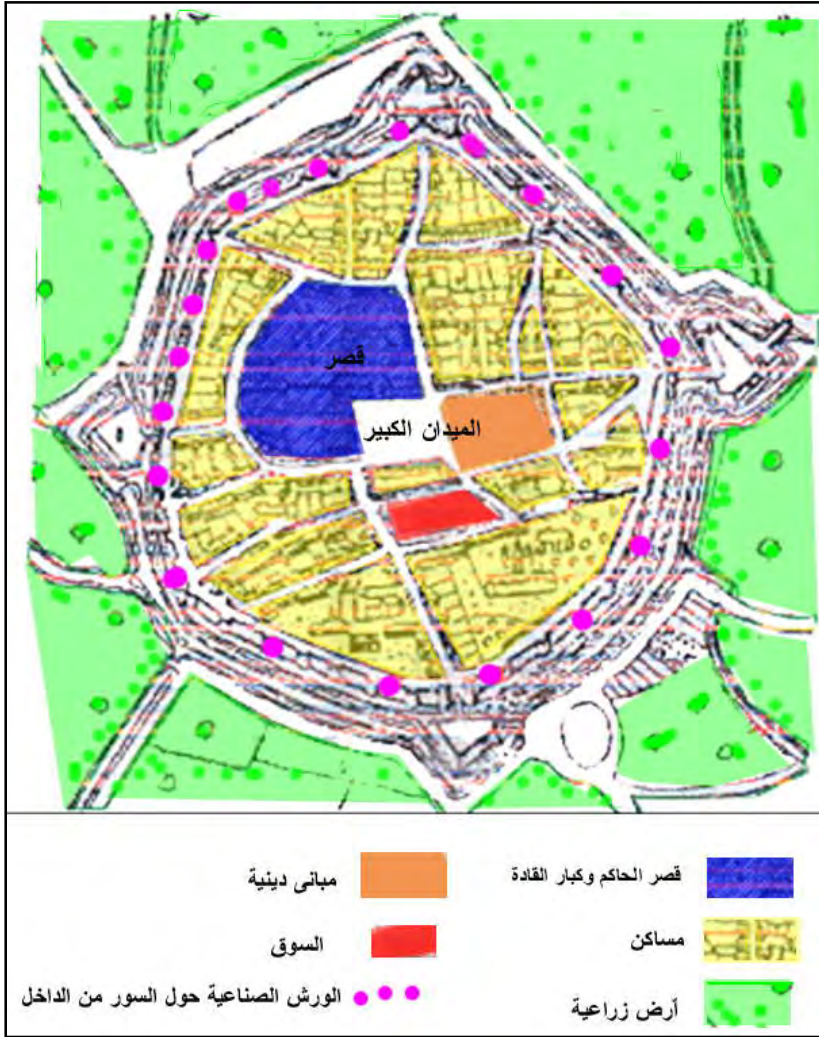 قصر
الميدان الكبير
قصر الحاكم وكبار القادة
مبانى دينية
مساكن
السوق
أرض زراعية
الورش الصناعية حول السور من الداخل